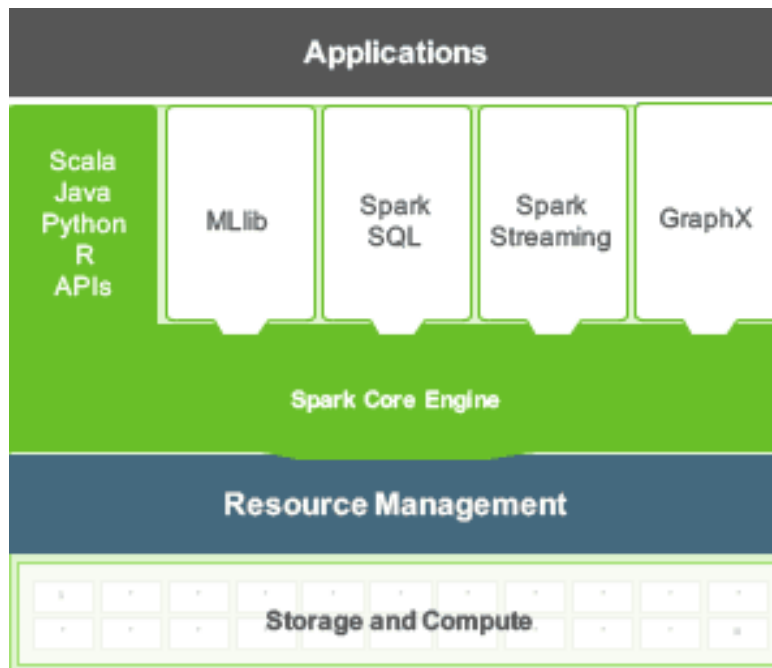 Applications
Scala
Java
Python
R
APIs
MLlib
Spark
SQL
Spark
Streaming
GraphX
Spark Core Engine
Resource Management
Storage and Compute